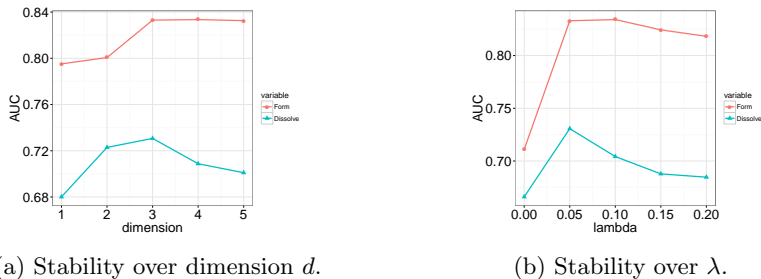 0.84
0.80
0.76
0.72
0.68
AUC
1 2 3 4 5
dimension
variable
Form
Dissolve
(a) Stability over dimension d.
0.80
0.75
0.70
AUC
0.00 0.05 0.10 0.15 0.20
lambda
variable
Form
Dissolve
(b) Stability over λ.